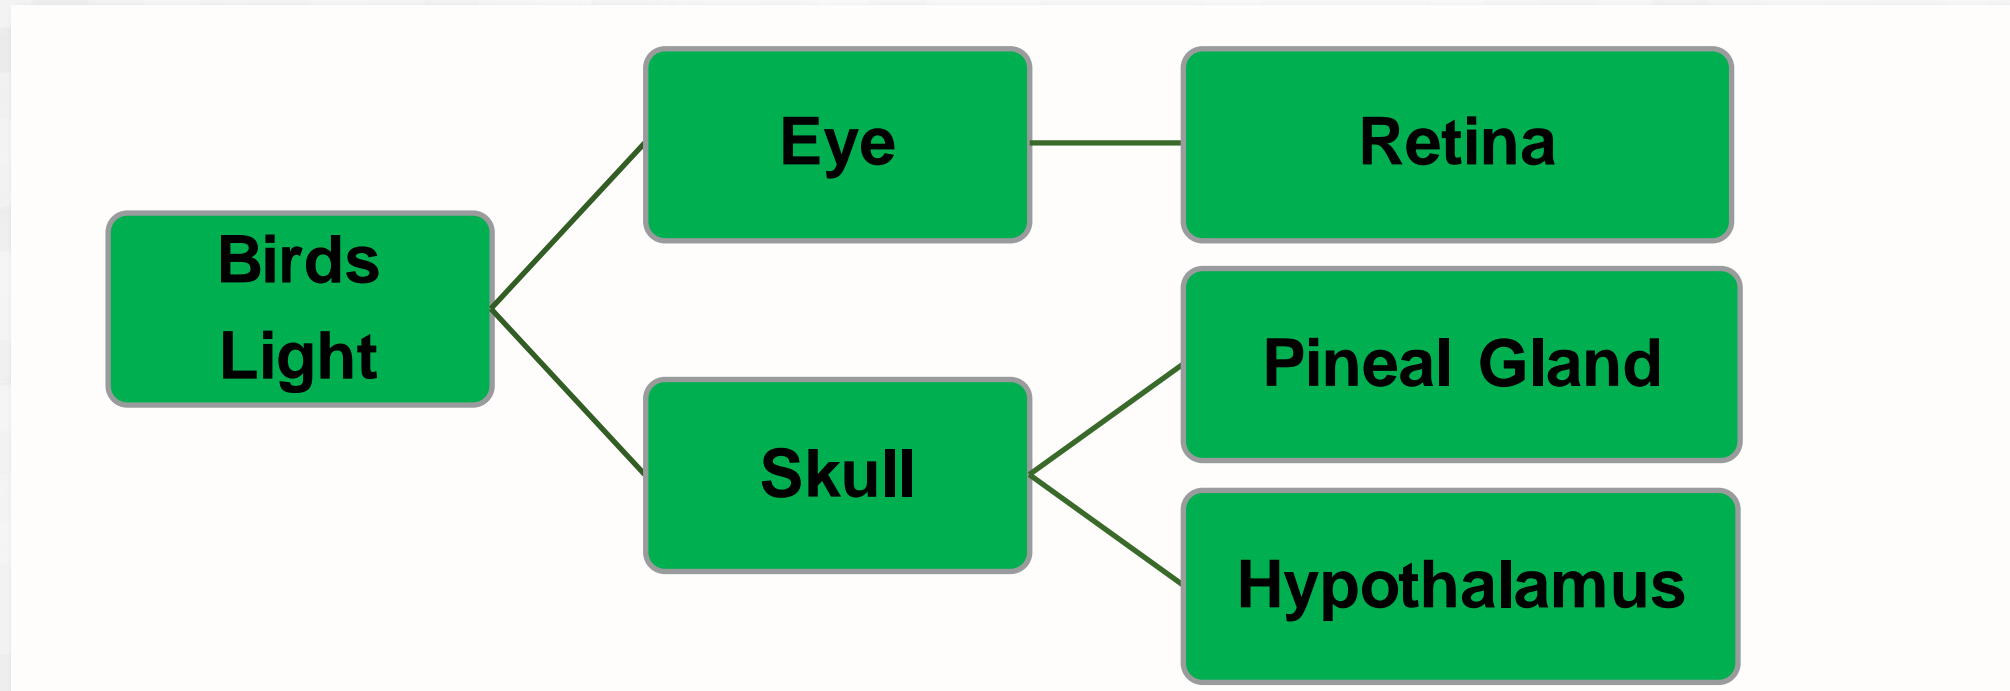 Birds
Light
Eye
Retina
Skull
Pineal Gland
Hypothalamus